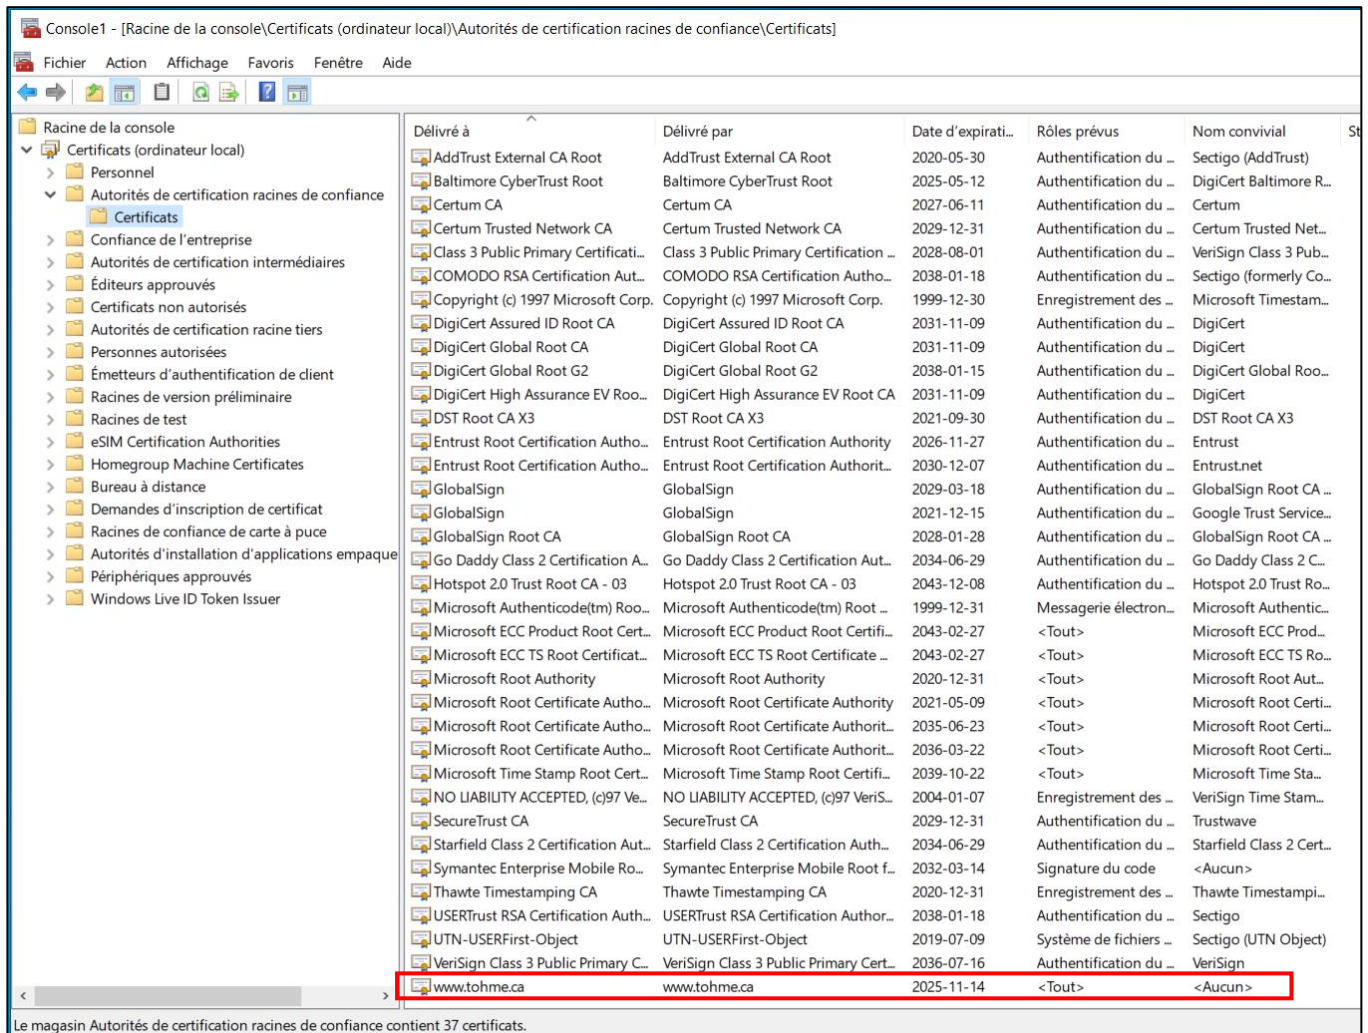 Console1 - [Racine de la console\Certificats (ordinateur local)\Autorités de certification racines de confiance\Certificats]
Fichier Action Affichage Favoris Fenêtre Aide
Racine de la console
Certificats (ordinateur local)
Personnel
Autorités de certification racines de confiance
Certificats
Confiance de l'entreprise
Autorités de certification intermédiaires
Éditeurs approuvés
Certificats non autorisés
Autorités de certification racine tiers
Personnes autorisées
Émetteurs d'authentification de client
Racines de version préliminaire
Racines de test
eSIM Certification Authorities
Homegroup Machine Certificates
Bureau à distance
Demandes d'inscription de certificat
Racines de confiance de carte à puce
Autorités d'installation d'applications empaque
Périphériques approuvés
Windows Live ID Token Issuer
Délivré à Délivré par Date d'expirati... Rôles prévus Nom convivial St
AddTrust External CA Root AddTrust External CA Root 2020-05-30 Authentification du ... Sectigo (AddTrust)
Baltimore CyberTrust Root Baltimore CyberTrust Root 2025-05-12 Authentification du ... DigiCert Baltimore R...
Certum CA Certum CA 2027-06-11 Authentification du ... Certum
Certum Trusted Network CA Certum Trusted Network CA 2029-12-31 Authentification du ... Certum Trusted Net...
Class 3 Public Primary Certificati... Class 3 Public Primary Certification ... 2028-08-01 Authentification du ... VeriSign Class 3 Pub...
COMODO RSA Certification Aut... COMODO RSA Certification Autho... 2038-01-18 Authentification du ... Sectigo (formerly Co...
Copyright (c) 1997 Microsoft Corp. Copyright (c) 1997 Microsoft Corp. 1999-12-30 Enregistrement des ... Microsoft Timestam...
DigiCert Assured ID Root CA DigiCert Assured ID Root CA 2031-11-09 Authentification du ... DigiCert
DigiCert Global Root CA DigiCert Global Root CA 2031-11-09 Authentification du ... DigiCert
DigiCert Global Root G2 DigiCert Global Root G2 2038-01-15 Authentification du ... DigiCert Global Roo...
DigiCert High Assurance EV Roo... DigiCert High Assurance EV Root CA 2031-11-09 Authentification du ... DigiCert
DST Root CA X3 DST Root CA X3 2021-09-30 Authentification du ... DST Root CA X3
Entrust Root Certification Autho... Entrust Root Certification Authority 2026-11-27 Authentification du ... Entrust
Entrust Root Certification Autho... Entrust Root Certification Authorit... 2030-12-07 Authentification du ... Entrust.net
GlobalSign GlobalSign 2029-03-18 Authentification du ... GlobalSign Root CA ...
GlobalSign GlobalSign 2021-12-15 Authentification du ... Google Trust Service...
GlobalSign Root CA GlobalSign Root CA 2028-01-28 Authentification du ... GlobalSign Root CA ...
Go Daddy Class 2 Certification A... Go Daddy Class 2 Certification Aut... 2034-06-29 Authentification du ... Go Daddy Class 2 C...
Hotspot 2.0 Trust Root CA - 03 Hotspot 2.0 Trust Root CA - 03 2043-12-08 Authentification du ... Hotspot 2.0 Trust Ro...
Microsoft Authenticode(tm) Roo... Microsoft Authenticode(tm) Root ... 1999-12-31 Messagerie électron... Microsoft Authentic...
Microsoft ECC Product Root Cert... Microsoft ECC Product Root Certifi... 2043-02-27 <Tout> Microsoft ECC Prod...
Microsoft ECC TS Root Certificat... Microsoft ECC TS Root Certificate ... 2043-02-27 <Tout> Microsoft ECC TS Ro...
Microsoft Root Authority Microsoft Root Authority 2020-12-31 <Tout> Microsoft Root Aut...
Microsoft Root Certificate Autho... Microsoft Root Certificate Authority 2021-05-09 <Tout> Microsoft Root Certi...
Microsoft Root Certificate Autho... Microsoft Root Certificate Authorit... 2035-06-23 <Tout> Microsoft Root Certi...
Microsoft Root Certificate Autho... Microsoft Root Certificate Authorit... 2036-03-22 <Tout> Microsoft Root Certi...
Microsoft Time Stamp Root Cert... Microsoft Time Stamp Root Certifi... 2039-10-22 <Tout> Microsoft Time Sta...
NO LIABILITY ACCEPTED, (c)97 Ve... NO LIABILITY ACCEPTED, (c)97 VeriS... 2004-01-07 Enregistrement des ... VeriSign Time Stam...
SecureTrust CA SecureTrust CA 2029-12-31 Authentification du ... Trustwave
Starfield Class 2 Certification Aut... Starfield Class 2 Certification Auth... 2034-06-29 Authentification du ... Starfield Class 2 Cert...
Symantec Enterprise Mobile Ro... Symantec Enterprise Mobile Root f... 2032-03-14 Signature du code <Aucun>
Thawte Timestamping CA Thawte Timestamping CA 2020-12-31 Enregistrement des ... Thawte Timestampi...
USERTrust RSA Certification Auth... USERTrust RSA Certification Author... 2038-01-18 Authentification du ... Sectigo
UTN-USERFirst-Object UTN-USERFirst-Object 2019-07-09 Système de fichiers ... Sectigo (UTN Object)
VeriSign Class 3 Public Primary C... VeriSign Class 3 Public Primary Cert... 2036-07-16 Authentification du ... VeriSign
www.tohme.ca www.tohme.ca 2025-11-14 <Tout> <Aucun>
Le magasin Autorités de certification racines de confiance contient 37 certificats.